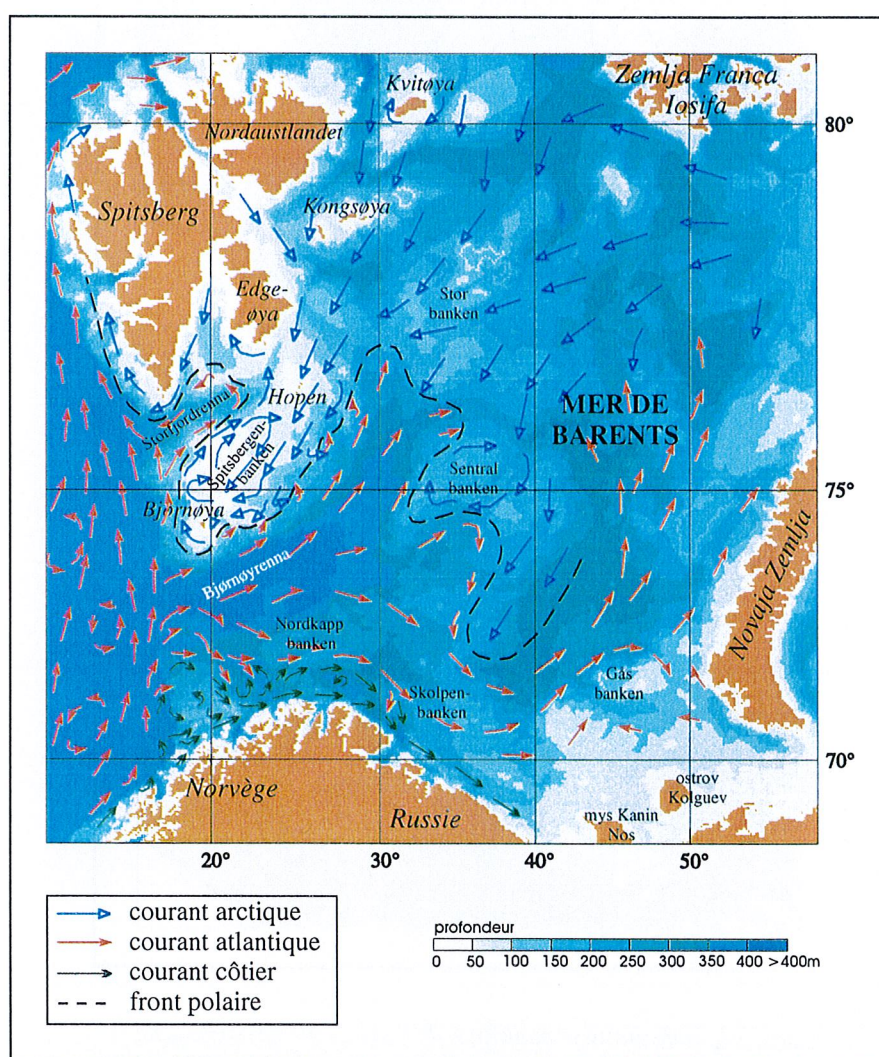 Kvitøya
Zemlja Franca
Iosifa
Nordaustlandet
80°
Spitsberg
Kongsøya
Edge-
øya
Stor
banken
Hopen
MER DE
BARENTS
Storfjordrenna
Spitsbergen-
banken
Sentral
banken
Bjørnøya
75°
Bjørnøyrenna
Novaja Zemlja
Nordkapp
banken
Gås
banken
Skolpen-
banken
70°
Norvège
Russie
ostrov
Kolguev
mys Kanin
Nos
20°
30°
40°
50°
courant arctique
courant atlantique
courant côtier
front polaire
profondeur
0 50 100 150 200 250 300 350 400 >400m